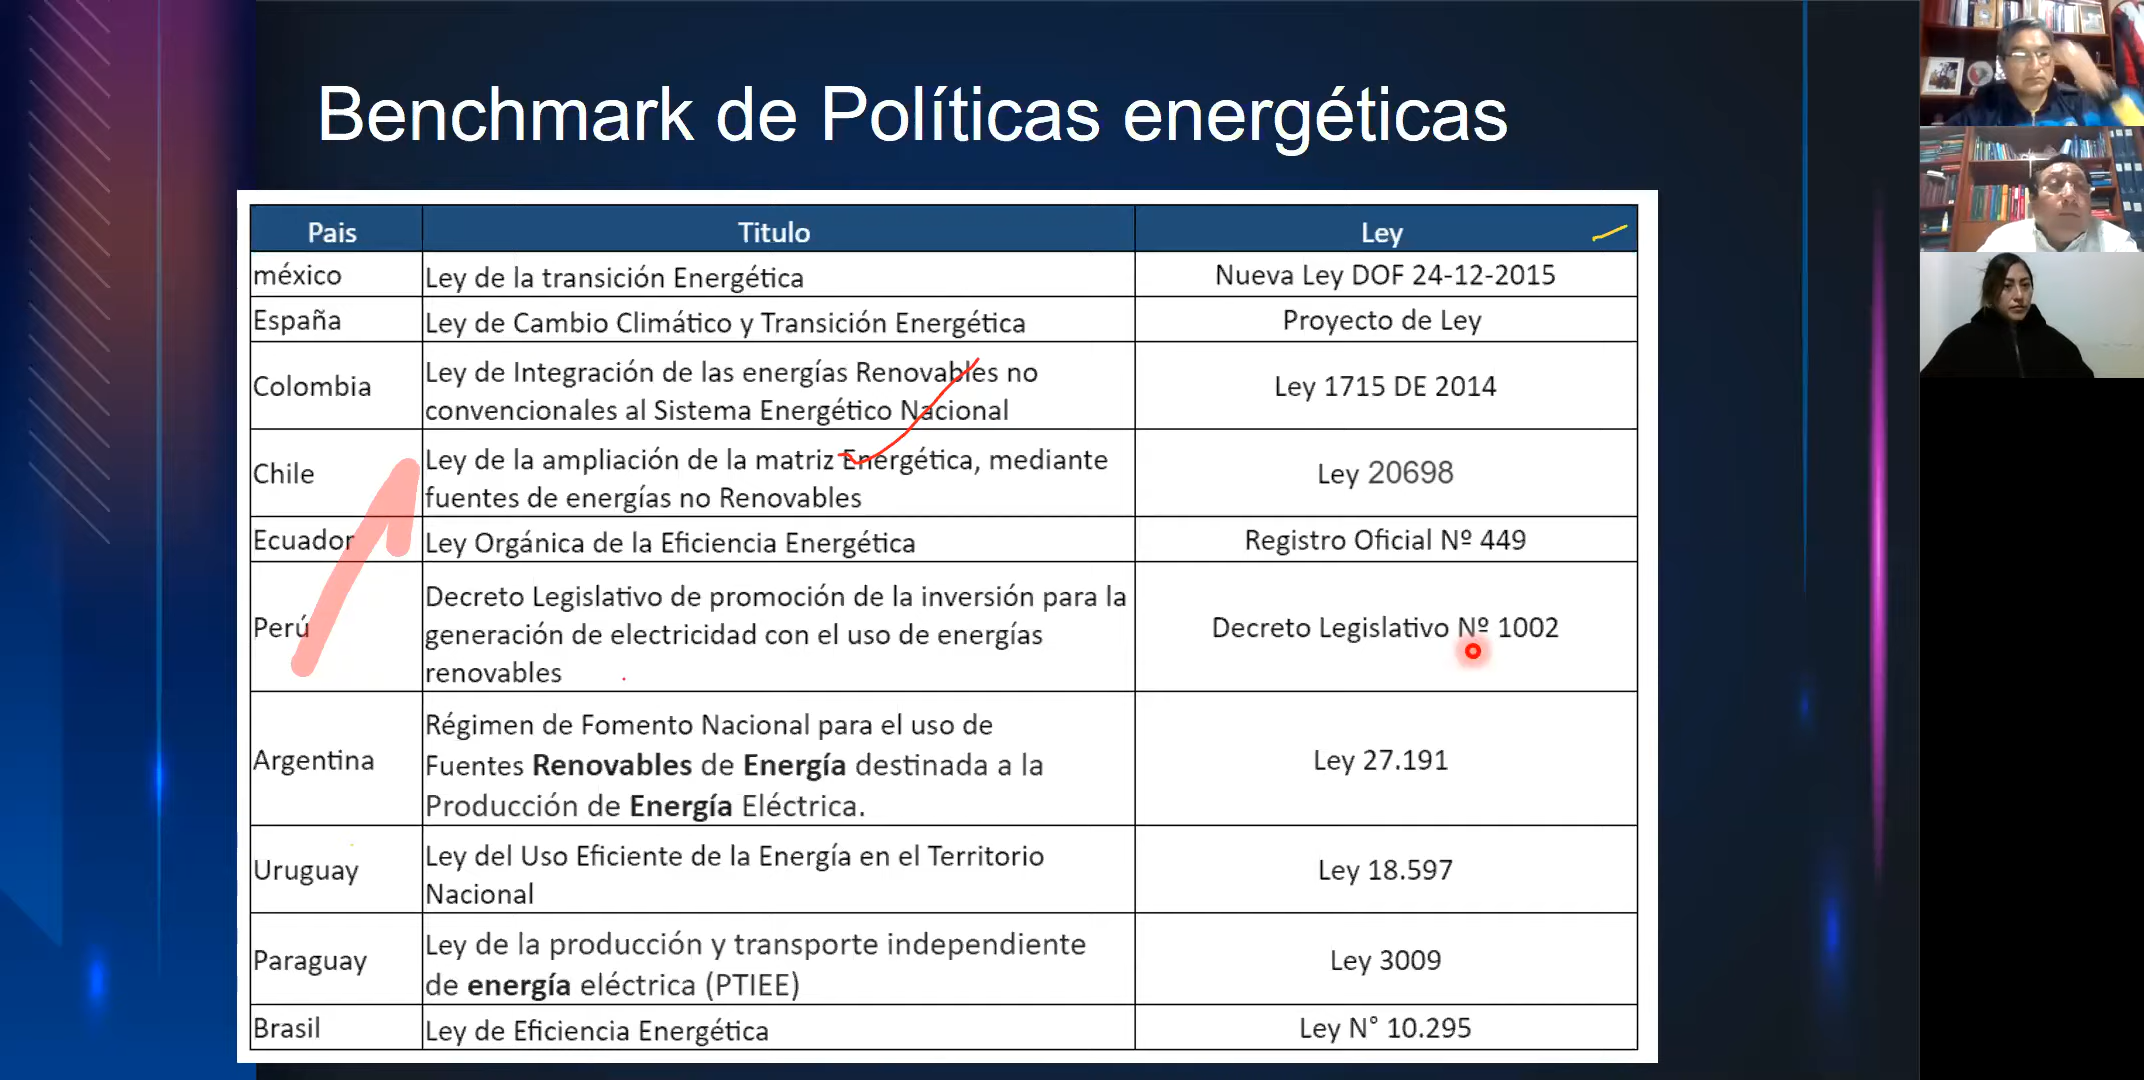 Benchmark de Políticas energéticas
Pais Titulo Ley
méxico Ley de la transición Energética Nueva Ley DOF 24-12-2015
España Ley de Cambio Climático y Transición Energética Proyecto de Ley
Colombia Ley de Integración de las energías Renovables no
convencionales al Sistema Energético Nacional Ley 1715 DE 2014
Chile Ley de la ampliación de la matriz Energética, mediante
fuentes de energías no Renovables Ley 20698
Ecuador Ley Orgánica de la Eficiencia Energética Registro Oficial Nº 449
Perú Decreto Legislativo de promoción de la inversión para la
generación de electricidad con el uso de energías
renovables Decreto Legislativo Nº 1002
Argentina Régimen de Fomento Nacional para el uso de
Fuentes Renovables de Energía destinada a la
Producción de Energía Eléctrica. Ley 27.191
Uruguay Ley del Uso Eficiente de la Energía en el Territorio
Nacional Ley 18.597
Paraguay Ley de la producción y transporte independiente
de energía eléctrica (PTIEE) Ley 3009
Brasil Ley de Eficiencia Energética Ley N° 10.295